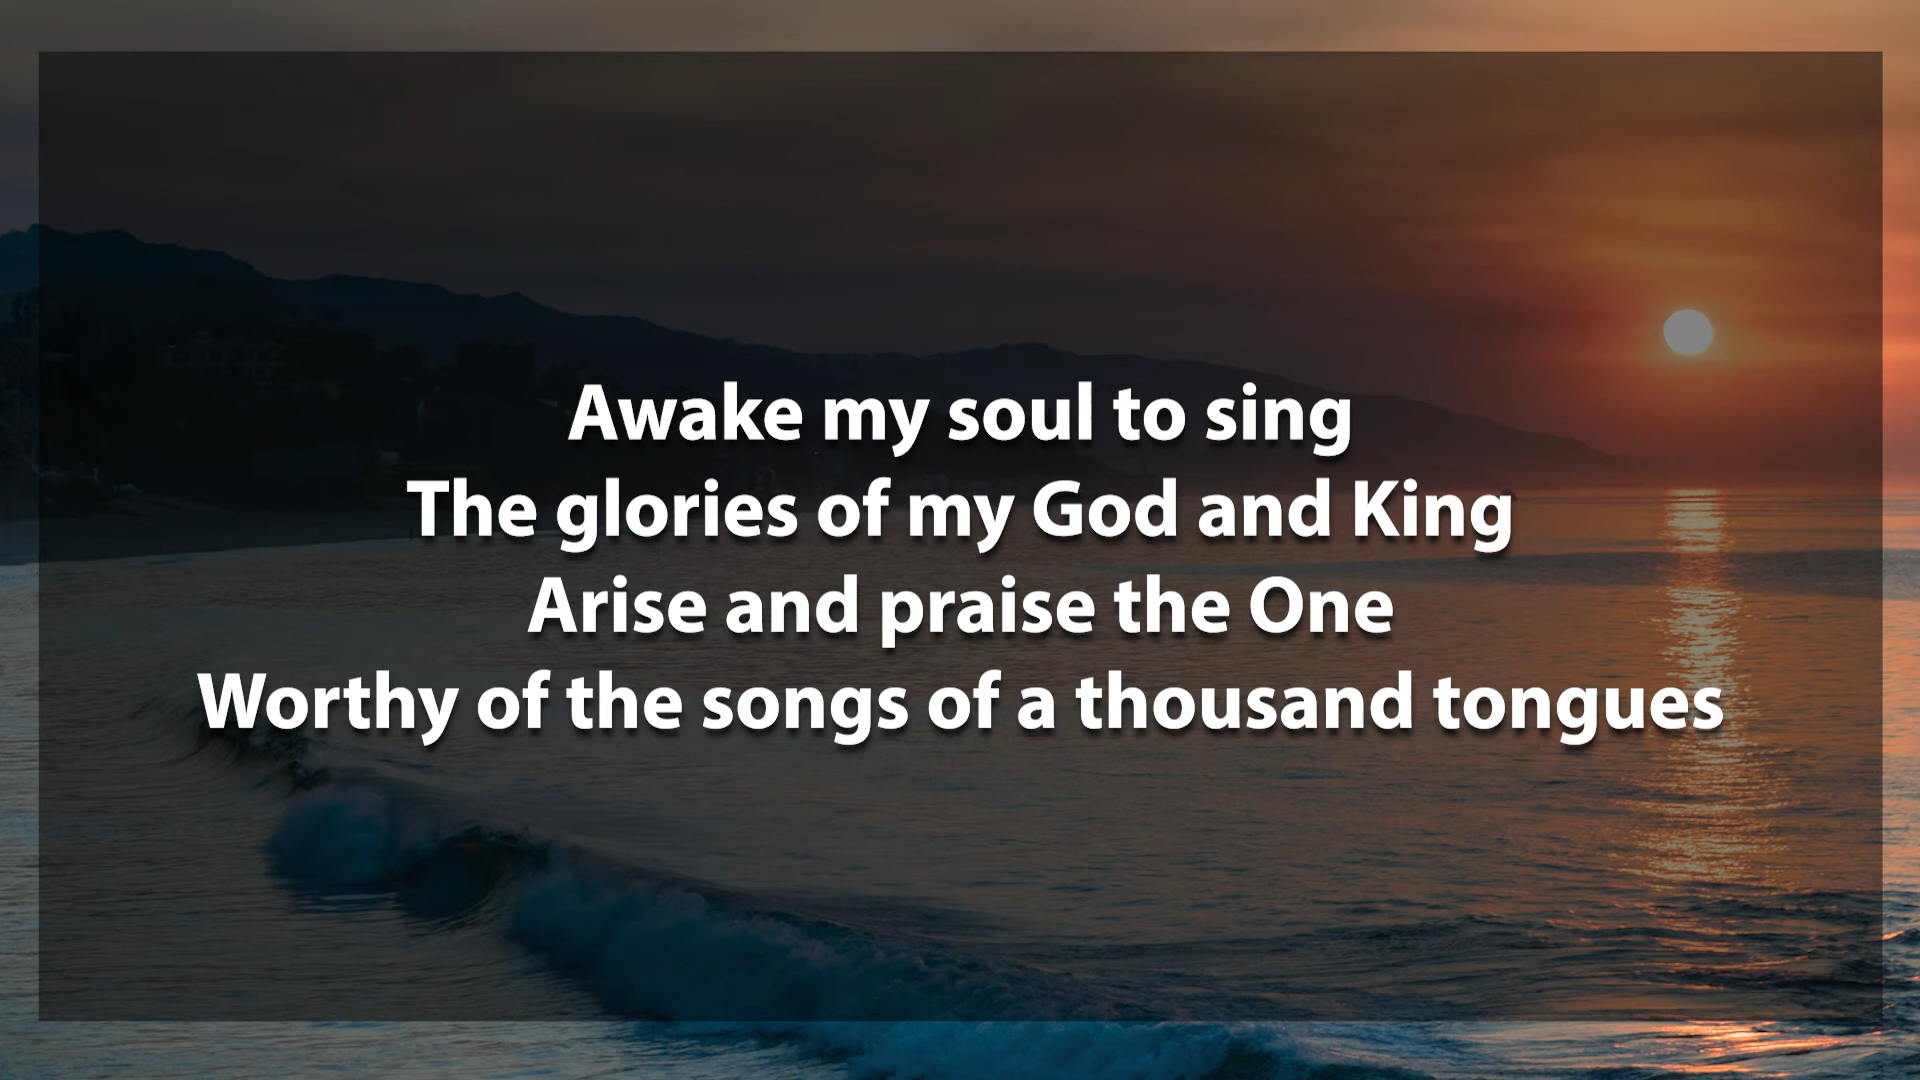 Awake my soul to sing
The glories of my God and King
Arise and praise the One
Worthy of the songs of a thousand tongues